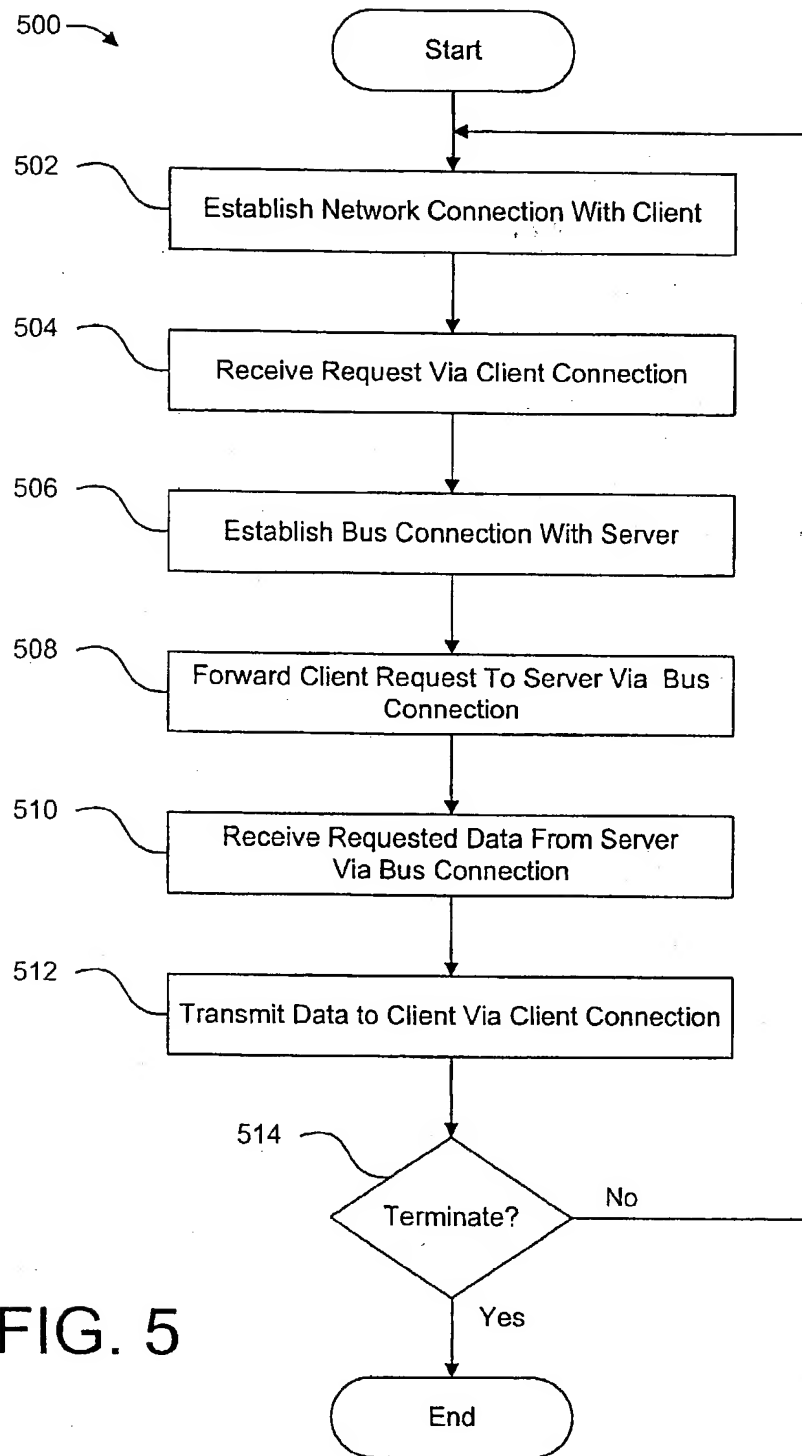 500
Start
502
Establish Network Connection With Client
504
Receive Request Via Client Connection
506
Establish Bus Connection With Server
508
Forward Client Request To Server Via Bus
Connection
510
Receive Requested Data From Server
Via Bus Connection
512
Transmit Data to Client Via Client Connection
514
Terminate?
No
Yes
FIG. 5
End